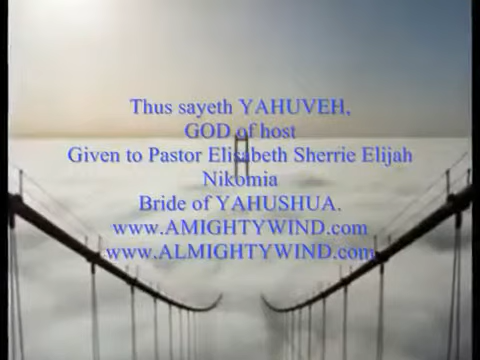 Thus sayeth YAHUVEH,
GOD of host
Given to Pastor Elisabeth Sherrie Elijah
Nikomia
Bride of YAHUSHUA.
www.AMIGHTYWIND.com
www.ALMIGHTYWIND.com